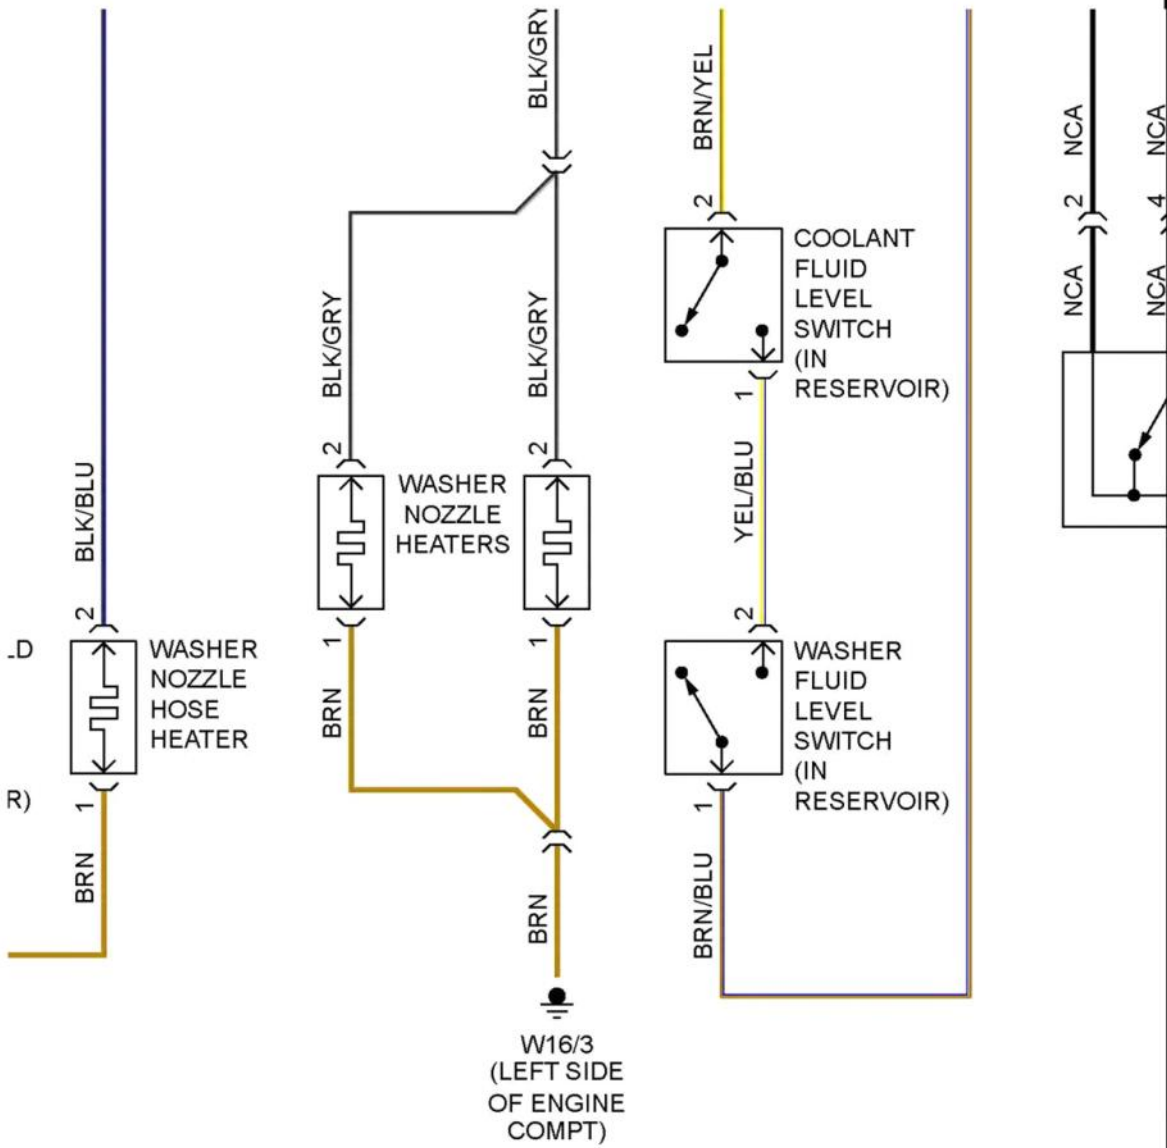 BLK/GRY
BRN/YEL
NCA
NCA
2
2
4
COOLANT
FLUID
LEVEL
SWITCH
(IN
RESERVOIR)
NCA
NCA
BLK/GRY
BLK/GRY
1
2
2
WASHER
NOZZLE
HEATERS
BLK/BLU
YEL/BLU
2
2
1
1
_D
WASHER
NOZZLE
HOSE
HEATER
WASHER
FLUID
LEVEL
SWITCH
(IN
RESERVOIR)
BRN
BRN
R)
1
1
BRN
BRN
BRN/BLU
W16/3
(LEFT SIDE
OF ENGINE
COMPT)